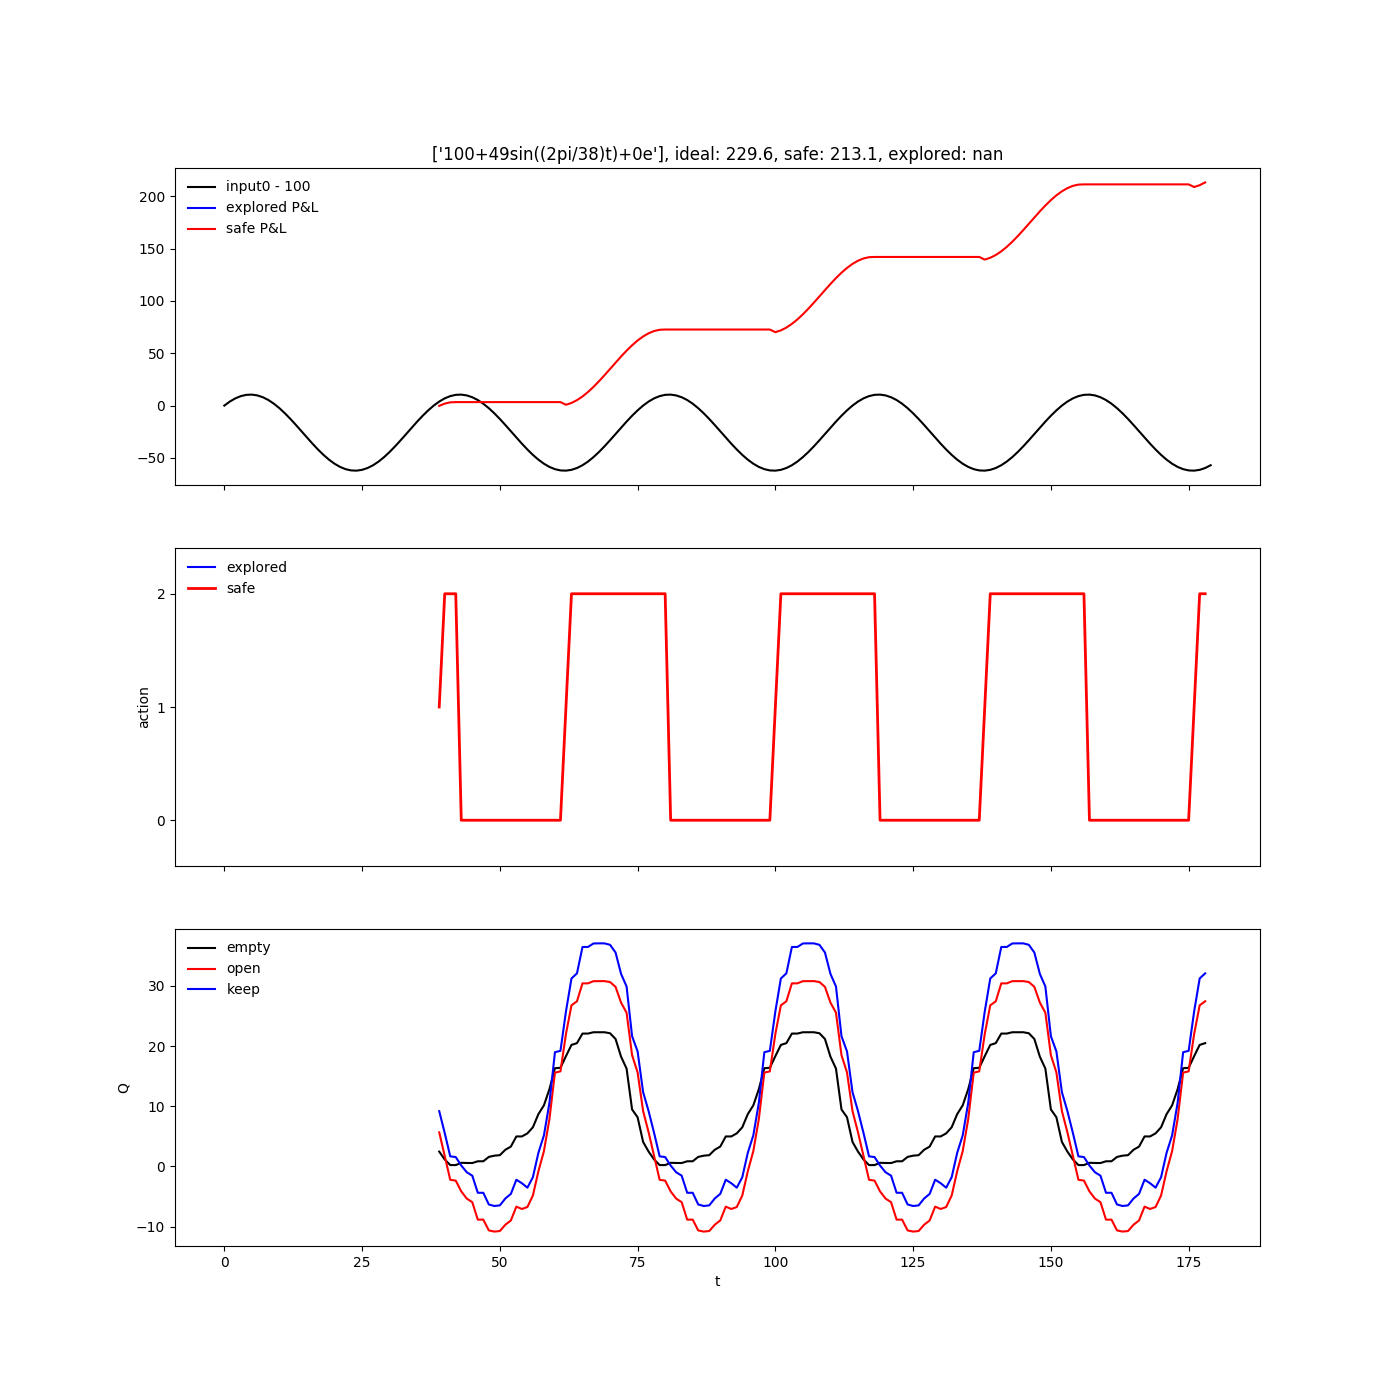 ['100+49sin((2pi/38)t)+0e'], ideal: 229.6, safe: 213.1, explored: nan
input0 - 100
explored P&L
safe P&L
200
150
100
50
0
−50
explored
safe
2
1
0
action
empty
open
keep
30
20
10
0
−10
Q
0 25 50 75 100 125 150 175
t